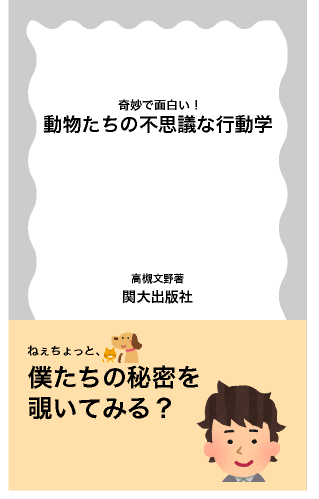 奇妙で面白い！
動物たちの不思議な行動学
高槻文野著
関大出版社
ねぇちょっと、
僕たちの秘密を
覗いてみる？